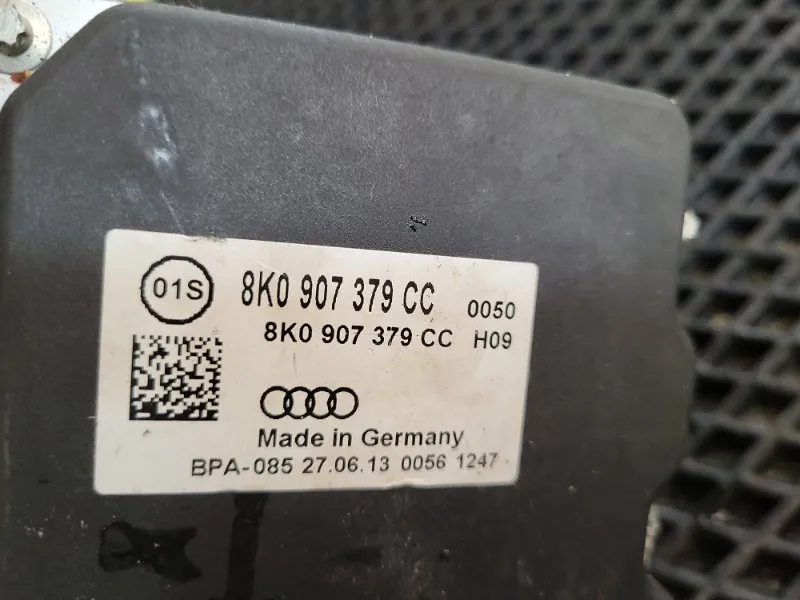 01S 8K0 907 379 CC 0050
8K0 907 379 CC H09
Made in Germany
BPA-085 27.06.13 0056 1247